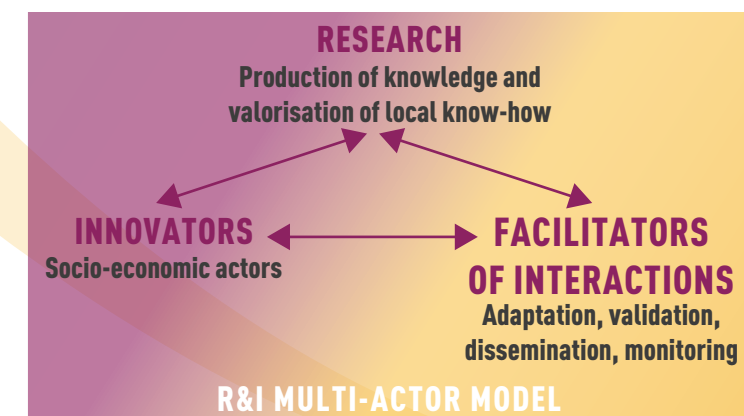 RESEARCH
Production of knowledge and
valorisation of local know-how
INNOVATORS
Socio-economic actors
FACILITATORS
OF INTERACTIONS
Adaptation, validation,
dissemination, monitoring
R&I MULTI-ACTOR MODEL